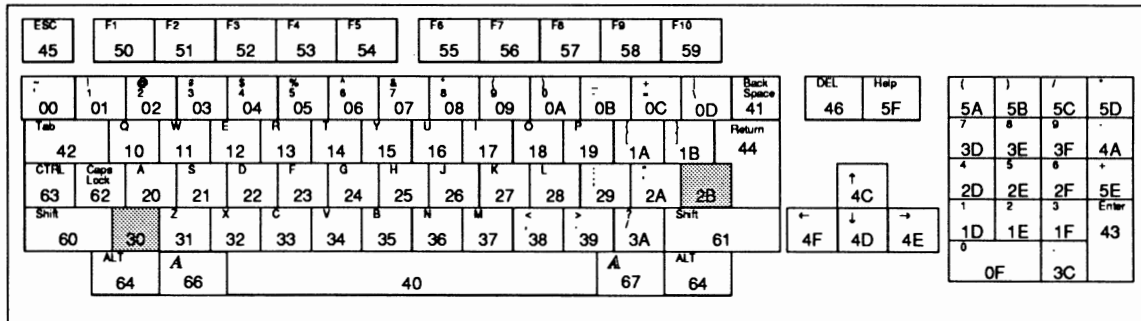 ESC F1 F2 F3 F4 F5 F6 F7 F8 F9 F10
45 50 51 52 53 54 55 56 57 58 59
~ ! @ # $ % ^ & * ( ) _ + | Back DEL Help ( ) / *
` 1 2 3 4 5 6 7 8 9 0 - = \ Space
00 01 02 03 04 05 06 07 08 09 0A 0B 0C 0D 41 46 5F 5A 5B 5C 5D
Tab Q W E R T Y U I O P { } Return 7 8 9 -
42 10 11 12 13 14 15 16 17 18 19 1A 1B 44 3D 3E 3F 4A
CTRL Caps A S D F G H J K L : " 4 5 6 +
Lock ; ' ↑
63 62 20 21 22 23 24 25 26 27 28 29 2A 2B 4C 2D 2E 2F 5E
Shift Z X C V B N M < > ? Shift ← ↓ → 1 2 3 Enter
, . /
60 30 31 32 33 34 35 36 37 38 39 3A 61 4F 4D 4E 1D 1E 1F 43
ALT A A ALT 0 .
64 66 40 67 64 0F 3C